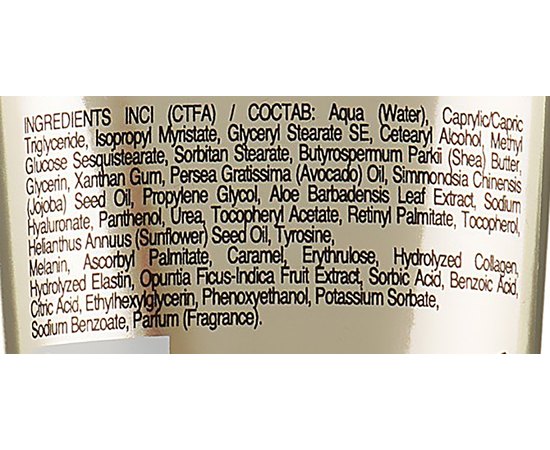 INGREDIENTS INCI (CTFA) / СОСТАВ: Aqua (Water), Caprylic/Capric
Triglyceride, Isopropyl Myristate, Glyceryl Stearate SE, Cetearyl Alcohol, Methyl
Glucose Sesquistearate, Sorbitan Stearate, Butyrospermum Parkii (Shea) Butter,
Glycerin, Xanthan Gum, Persea Gratissima (Avocado) Oil, Simmondsia Chinensis
(Jojoba) Seed Oil, Propylene Glycol, Aloe Barbadensis Leaf Extract, Sodium
Hyaluronate, Panthenol, Urea, Tocopheryl Acetate, Retinyl Palmitate, Tocopherol,
Helianthus Annuus (Sunflower) Seed Oil, Tyrosine,
Melanin, Ascorbyl Palmitate, Caramel, Erythrulose, Hydrolyzed Collagen,
Hydrolyzed Elastin, Opuntia Ficus-Indica Fruit Extract, Sorbic Acid, Benzoic Acid,
Citric Acid, Ethylhexylglycerin, Phenoxyethanol, Potassium Sorbate,
Sodium Benzoate, Parfum (Fragrance).